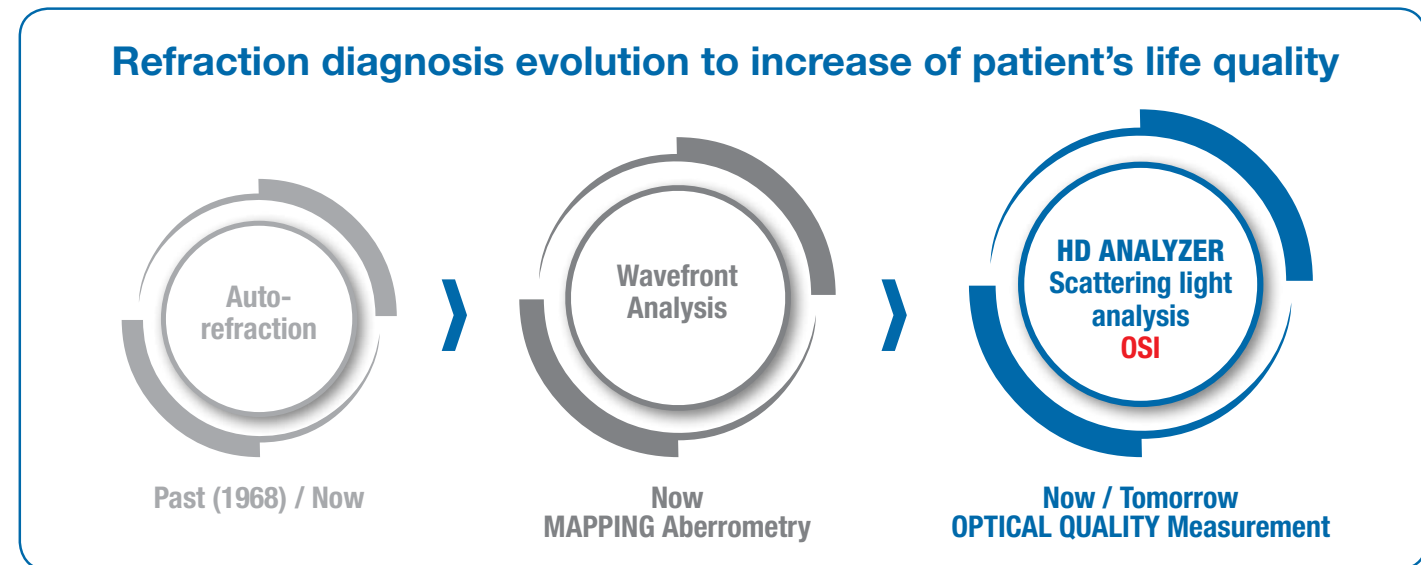 Refraction diagnosis evolution to increase of patient's life quality
Auto-
refraction
Past (1968) / Now
Wavefront
Analysis
Now
MAPPING Aberrometry
HD ANALYZER
Scattering light
analysis
OSI
Now / Tomorrow
OPTICAL QUALITY Measurement